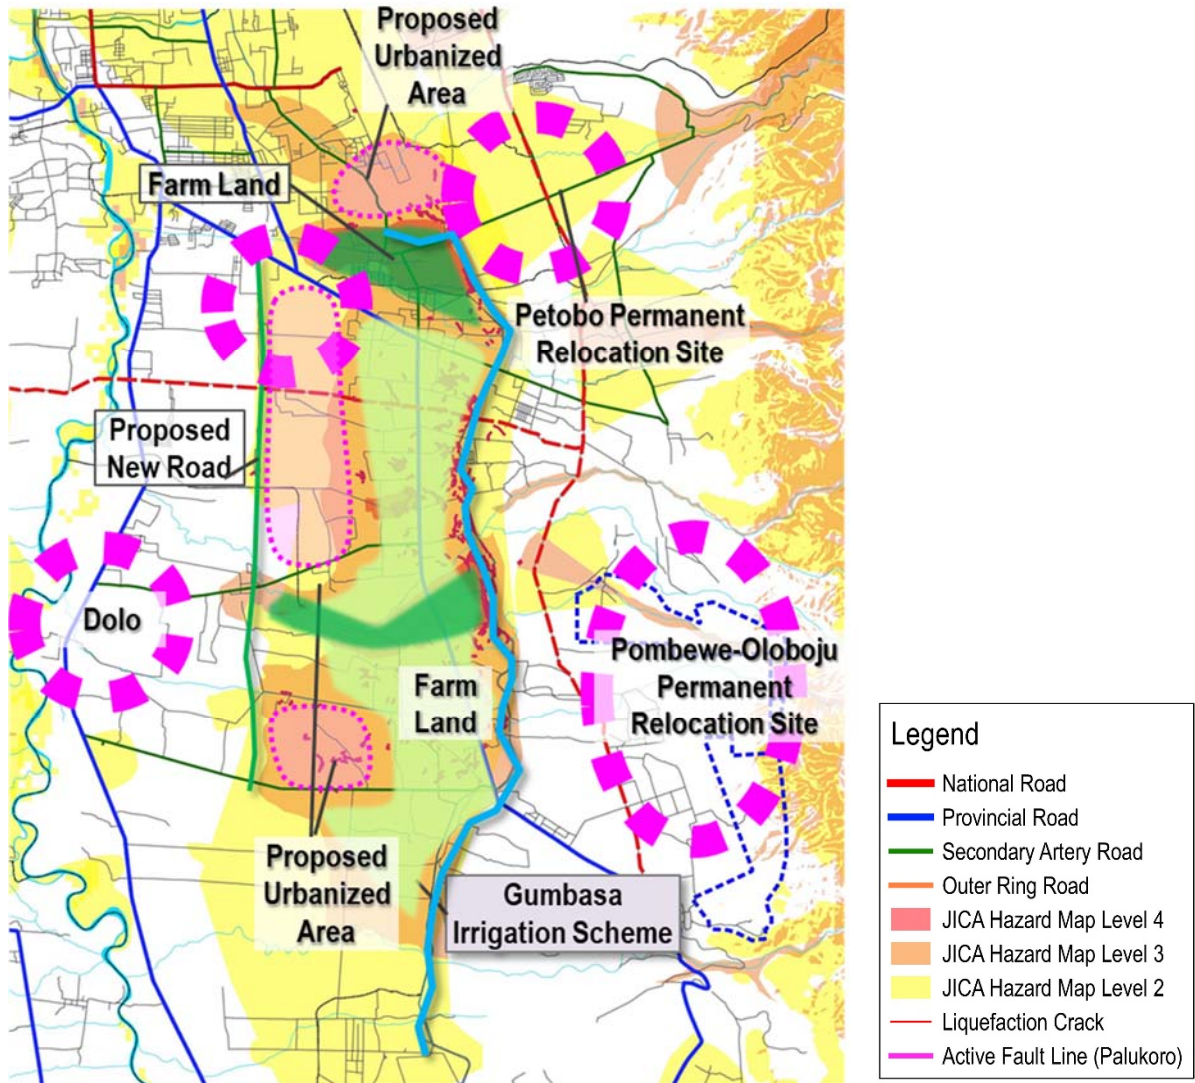 Proposed
Urbanized
Area
Farm Land
Petobo Permanent
Relocation Site
Proposed
New Road
Dolo
Pombewe-Oloboju
Permanent
Relocation Site
Farm
Land
Proposed
Urbanized
Area
Gumbasa
Irrigation Scheme
Legend
National Road
Provincial Road
Secondary Artery Road
Outer Ring Road
JICA Hazard Map Level 4
JICA Hazard Map Level 3
JICA Hazard Map Level 2
Liquefaction Crack
Active Fault Line (Palukoro)